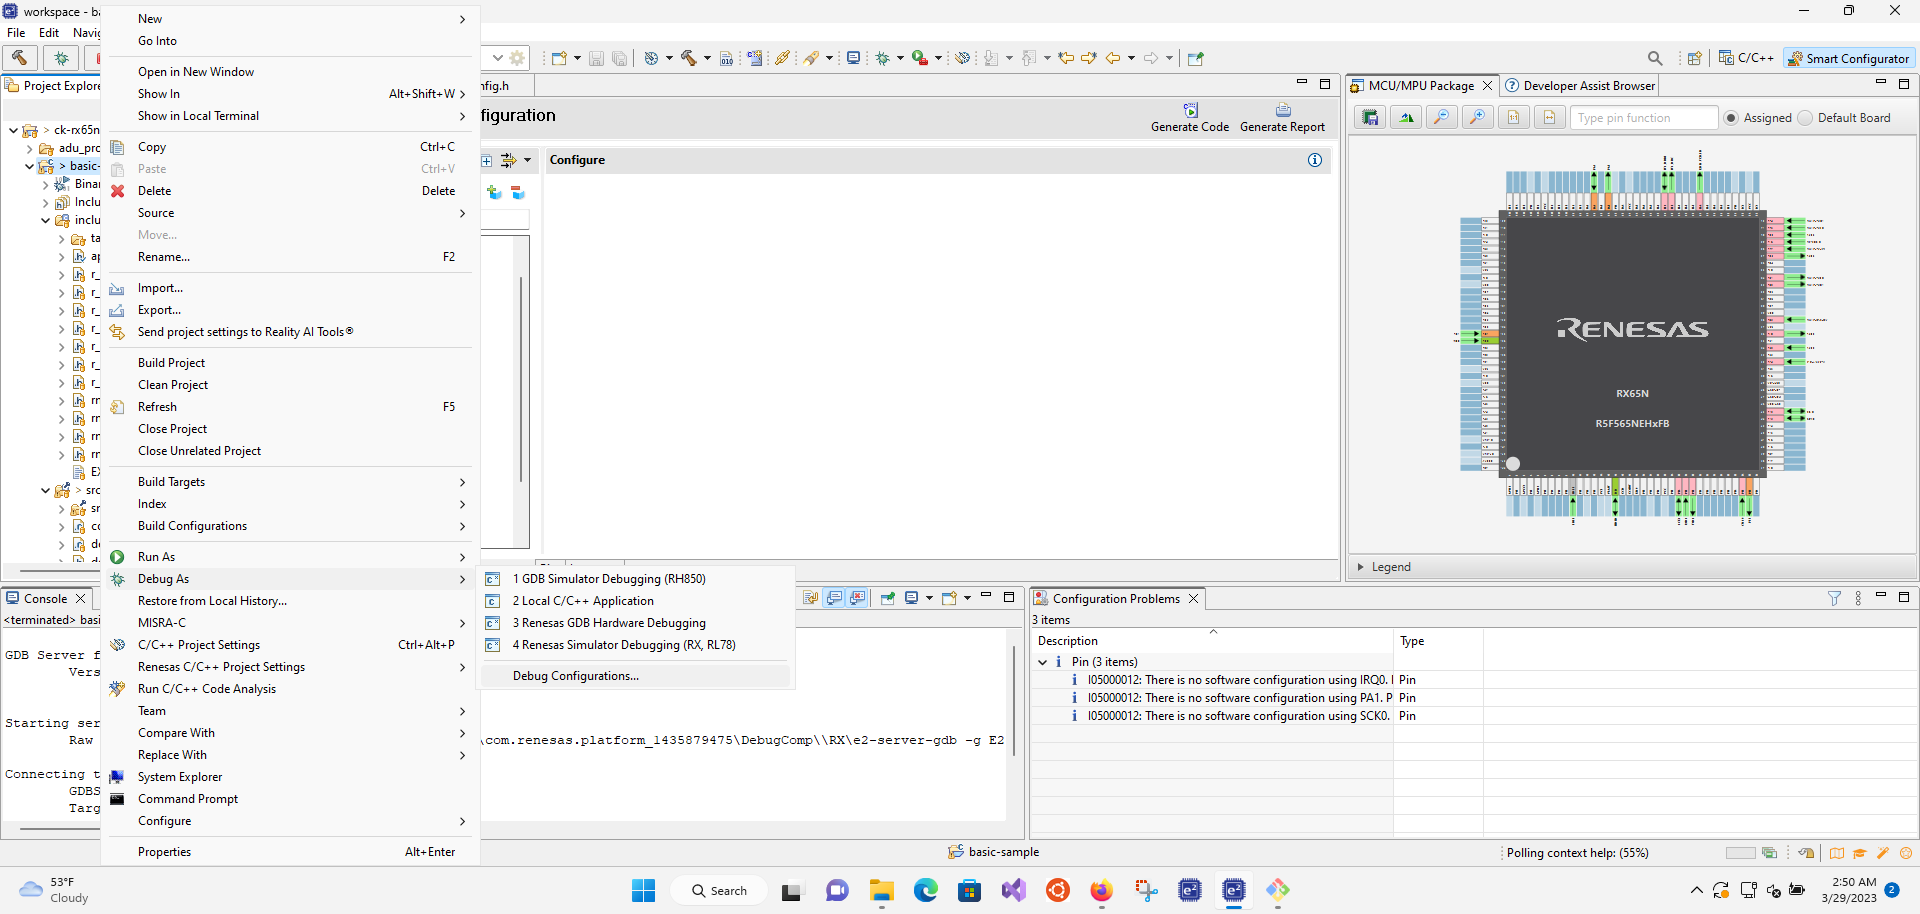 workspace - ba
File Edit Navig
Project Explore
> ck-rx65n
adu_pro
> basic-
Binar
Inclu
inclu
ta
ap
r_
r_
r_
r_
r_
r_
r_
rn
rn
rn
rn
EX
> src
sr
co
de
New
Go Into
Open in New Window
Show In Alt+Shift+W >
Show in Local Terminal
Copy Ctrl+C
Paste Ctrl+V
Delete Delete
Source
Move...
Rename... F2
Import...
Export...
Send project settings to Reality AI Tools®
Build Project
Clean Project
Refresh F5
Close Project
Close Unrelated Project
Build Targets
Index
Build Configurations
Run As
Debug As
Restore from Local History...
MISRA-C
C/C++ Project Settings Ctrl+Alt+P
Renesas C/C++ Project Settings
Run C/C++ Code Analysis
Team
Compare With
Replace With
System Explorer
Command Prompt
Configure
Properties Alt+Enter
1 GDB Simulator Debugging (RH850)
2 Local C/C++ Application
3 Renesas GDB Hardware Debugging
4 Renesas Simulator Debugging (RX, RL78)
Debug Configurations...
nfig.h
figuration
Generate Code Generate Report
Configure
C/C++ Smart Configurator
MCU/MPU Package Developer Assist Browser
Type pin function Assigned Default Board
RENESAS
RX65N
R5F565NEHxFB
Legend
Console
<terminated> basi
GDB Server f
Vers
Starting ser
Raw
\com.renesas.platform_1435879475\DebugComp\\RX\e2-server-gdb -g E2
Connecting t
GDBS
Targ
Configuration Problems
3 items
Description Type
Pin (3 items)
I05000012: There is no software configuration using IRQ0. Pin
I05000012: There is no software configuration using PA1. P Pin
I05000012: There is no software configuration using SCK0. Pin
basic-sample
Polling context help: (55%)
53°F
Cloudy
Search
2:50 AM
3/29/2023
2